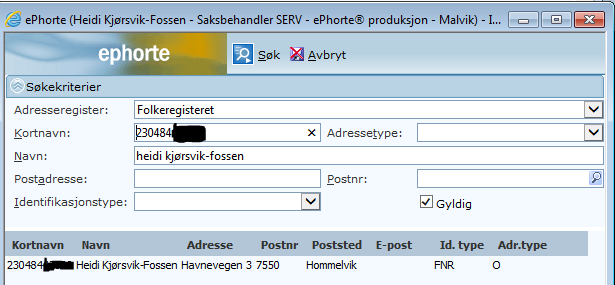 ePhorte (Heidi Kjørsvik-Fossen - Saksbehandler SERV - ePhorte® produksjon - Malvik) - I...
ephorte Søk Avbryt
Søkekriterier
Adresseregister: Folkeregisteret
Kortnavn: 230484 Adressetype:
Navn: heidi kjørsvik-fossen
Postadresse: Postnr:
Identifikasjonstype: Gyldig
Kortnavn Navn Adresse Postnr Poststed E-post Id. type Adr.type
230484 Heidi Kjørsvik-Fossen Havnevegen 3 7550 Hommelvik FNR O